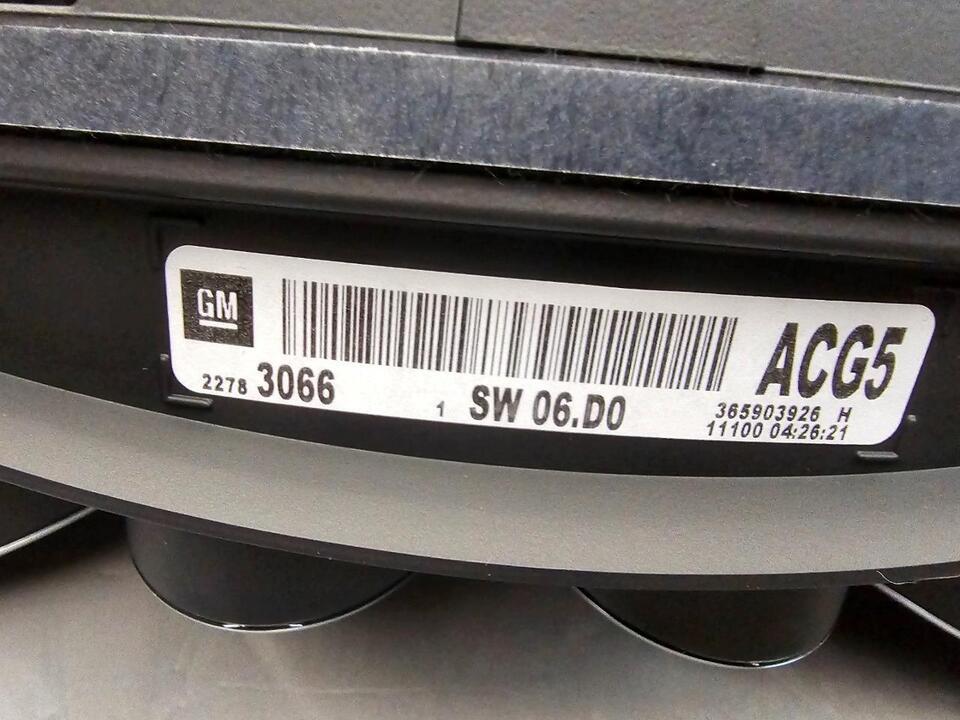 GM
ACG5
2278 3066
1 SW 06.D0
365903926 H
11100 04:26:21